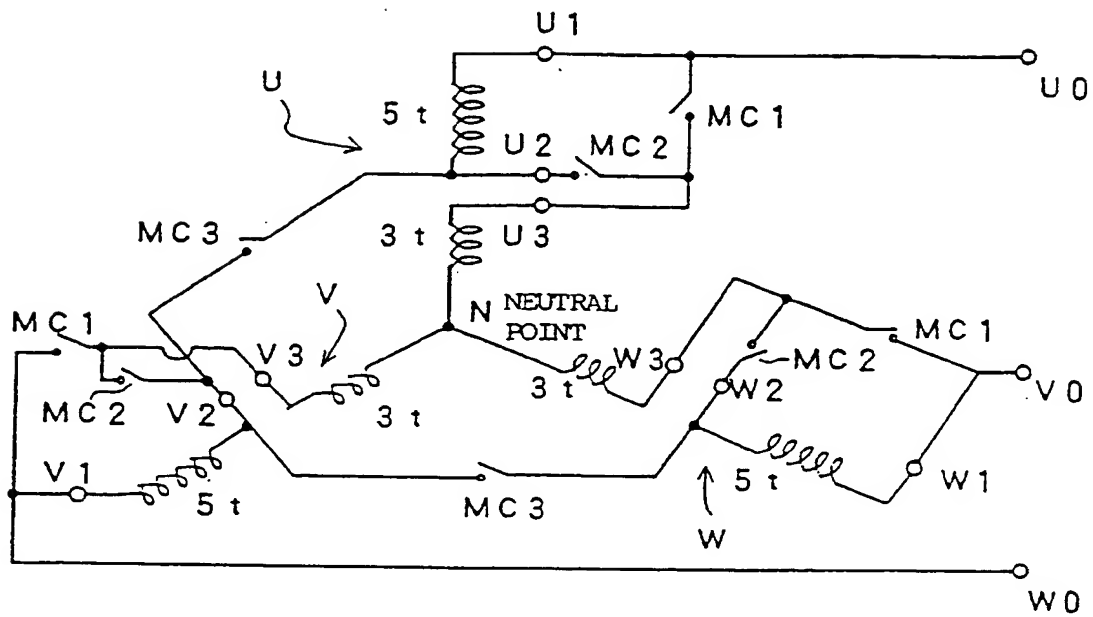 U1
U
U0
5 t
MC1
U2
MC2
MC3
3 t
U3
V
N NEUTRAL
POINT
MC1
MC1
V3
W3
MC2
3 t
W2
V0
MC2
V2
3 t
V1
5 t
W1
5 t
MC3
W
W0